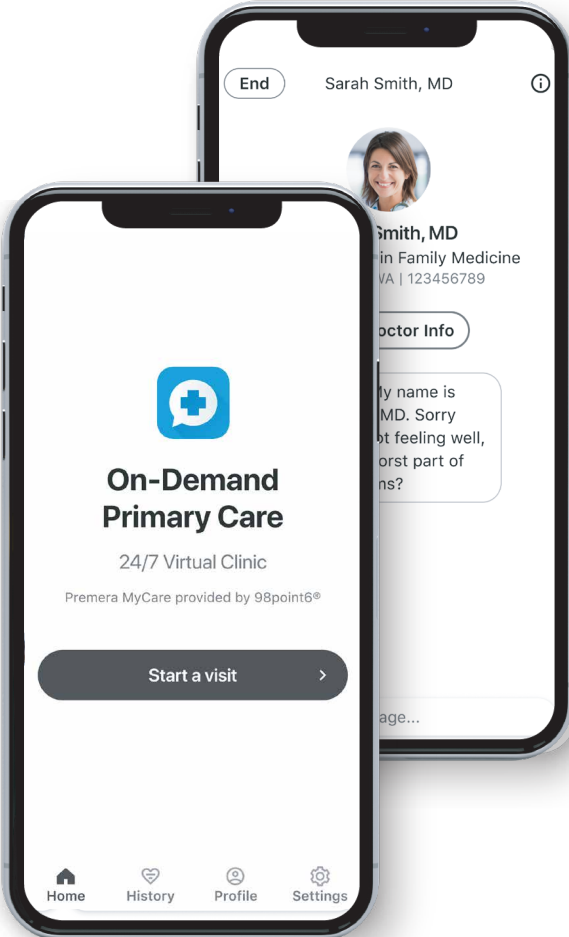 End
Sarah Smith, MD
Smith, MD
in Family Medicine
WA | 123456789
octor Info
My name is
MD. Sorry
ot feeling well,
orst part of
ms?
age...
On-Demand
Primary Care
24/7 Virtual Clinic
Premera MyCare provided by 98point6®
Start a visit
Home
History
Profile
Settings